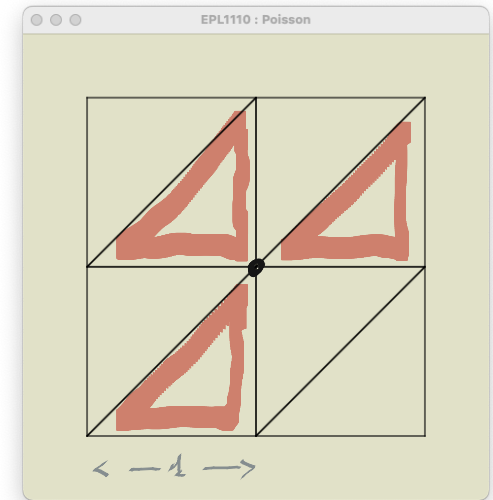 EPL1110 : Poisson
< — 1 — >